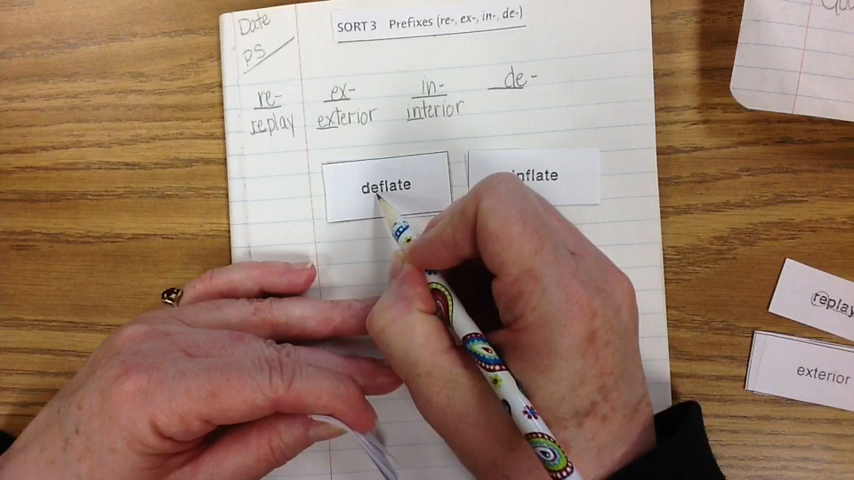 Date
PS
SORT 3 Prefixes (re-, ex-, in-, de-)
re- ex- in- de-
replay exterior interior
deflate inflate
replay
exterior